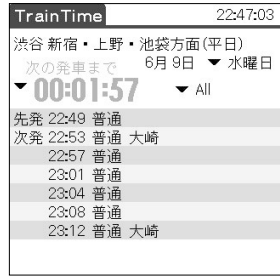 TrainTime 22:47:03
渋谷 新宿・上野・池袋方面(平日)
次の発車まで 6月 9日 ▼ 水曜日
▼ 00:01:57 ▼ All
先発 22:49 普通
次発 22:53 普通 大崎
22:57 普通
23:01 普通
23:04 普通
23:08 普通
23:12 普通 大崎